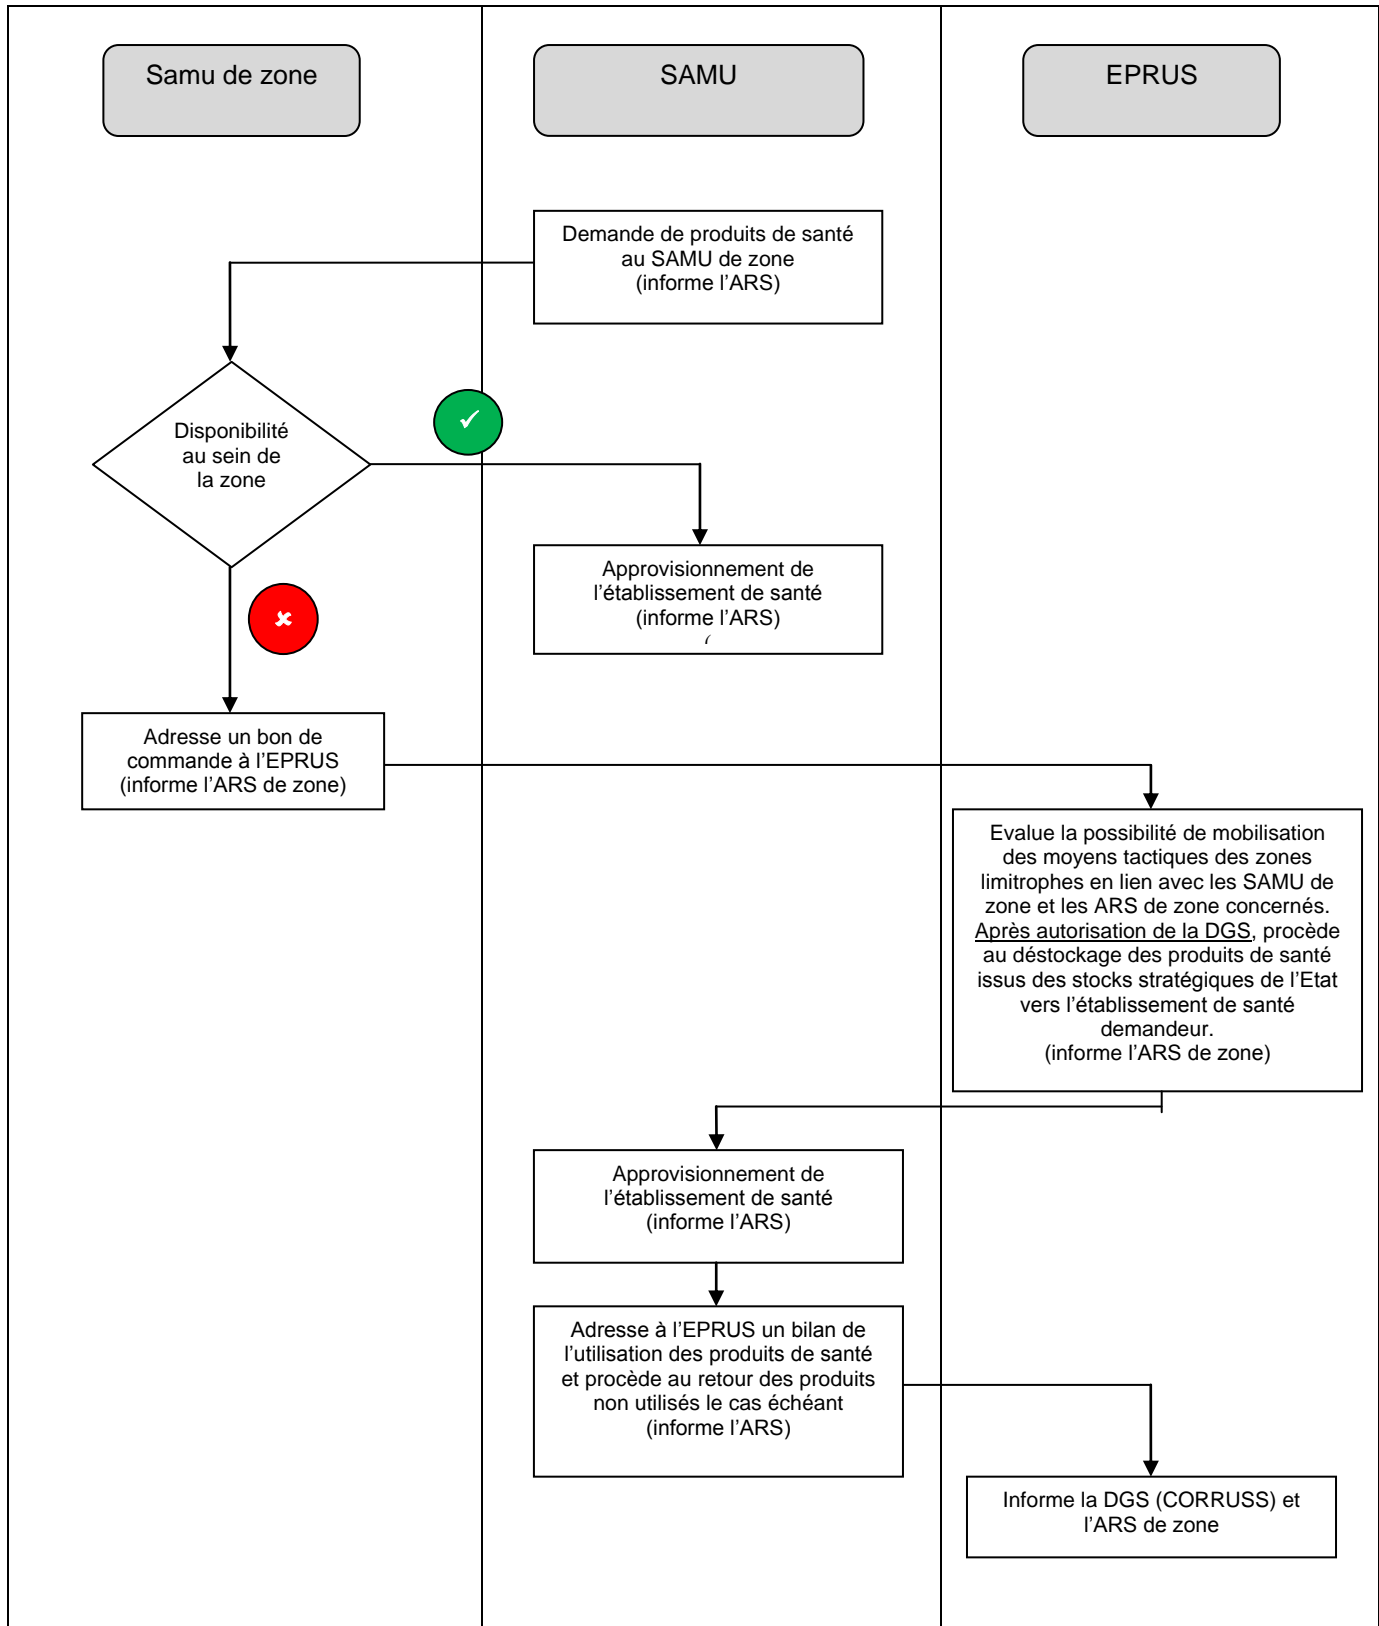 Samu de zone
SAMU
EPRUS
Demande de produits de santé
au SAMU de zone
(informe l’ARS)
Disponibilité
au sein de
la zone
✓
Approvisionnement de
l’établissement de santé
(informe l’ARS)
(
✘
Adresse un bon de
commande à l’EPRUS
(informe l’ARS de zone)
Evalue la possibilité de mobilisation
des moyens tactiques des zones
limitrophes en lien avec les SAMU de
zone et les ARS de zone concernés.
Après autorisation de la DGS, procède
au déstockage des produits de santé
issus des stocks stratégiques de l’Etat
vers l’établissement de santé
demandeur.
(informe l’ARS de zone)
Approvisionnement de
l’établissement de santé
(informe l’ARS)
Adresse à l’EPRUS un bilan de
l’utilisation des produits de santé
et procède au retour des produits
non utilisés le cas échéant
(informe l’ARS)
Informe la DGS (CORRUSS) et
l’ARS de zone